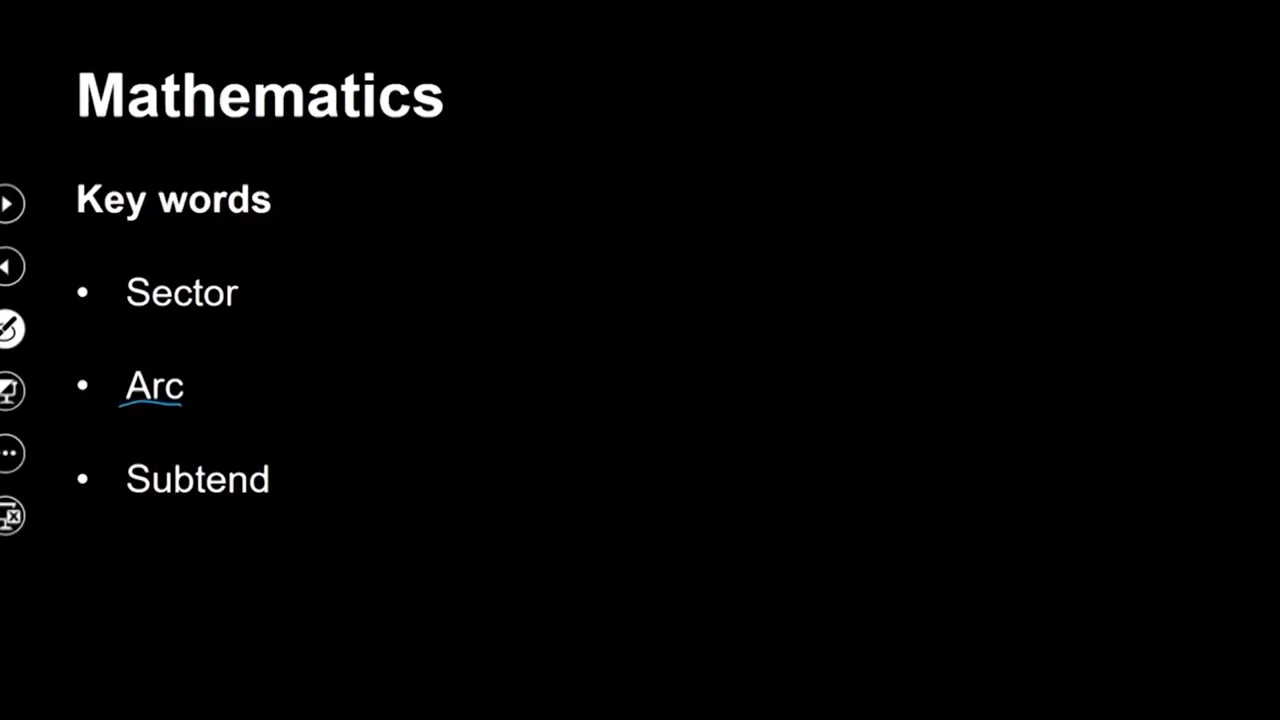 Mathematics
Key words
• Sector
• Arc
• Subtend